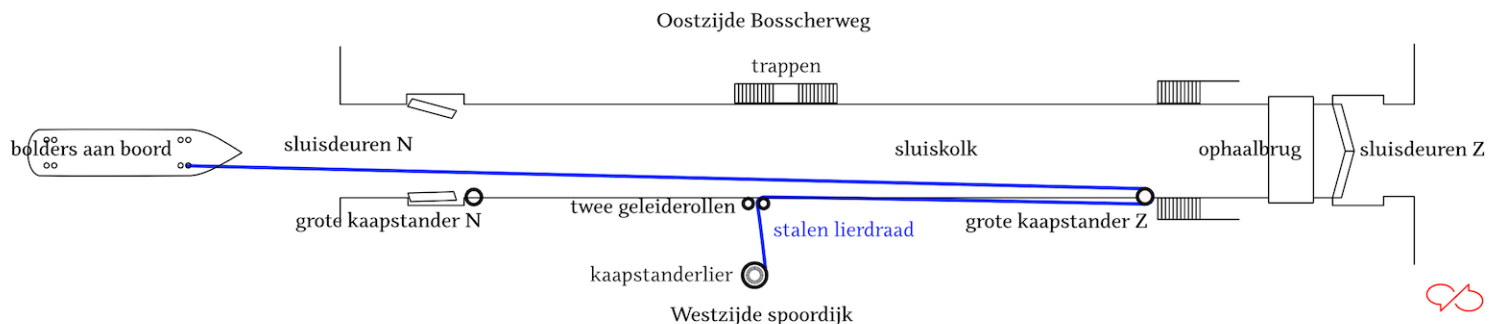 Oostzijde Bosscherweg
trappen
bolders aan boord
sluisdeuren N
sluiskolk
ophaalbrug
sluisdeuren Z
grote kaapstander N
twee geleiderollen
stalen lierdraad
grote kaapstander Z
kaapstanderlier
Westzijde spoordijk